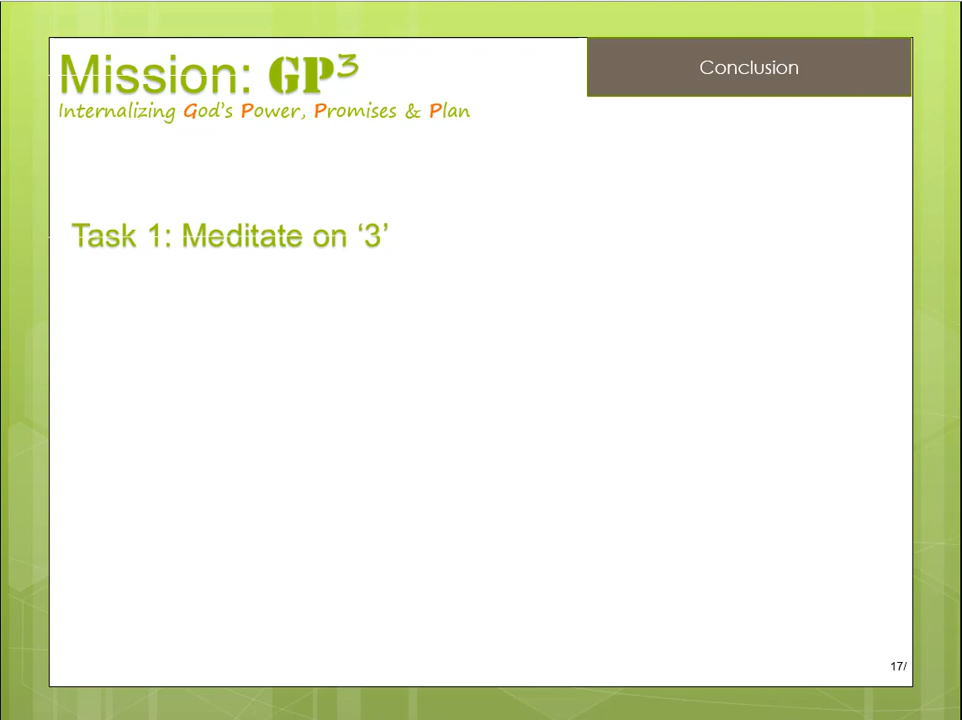 Mission: GP³
Conclusion
Internalizing God's Power, Promises & Plan
Task 1: Meditate on ‘3’
17/